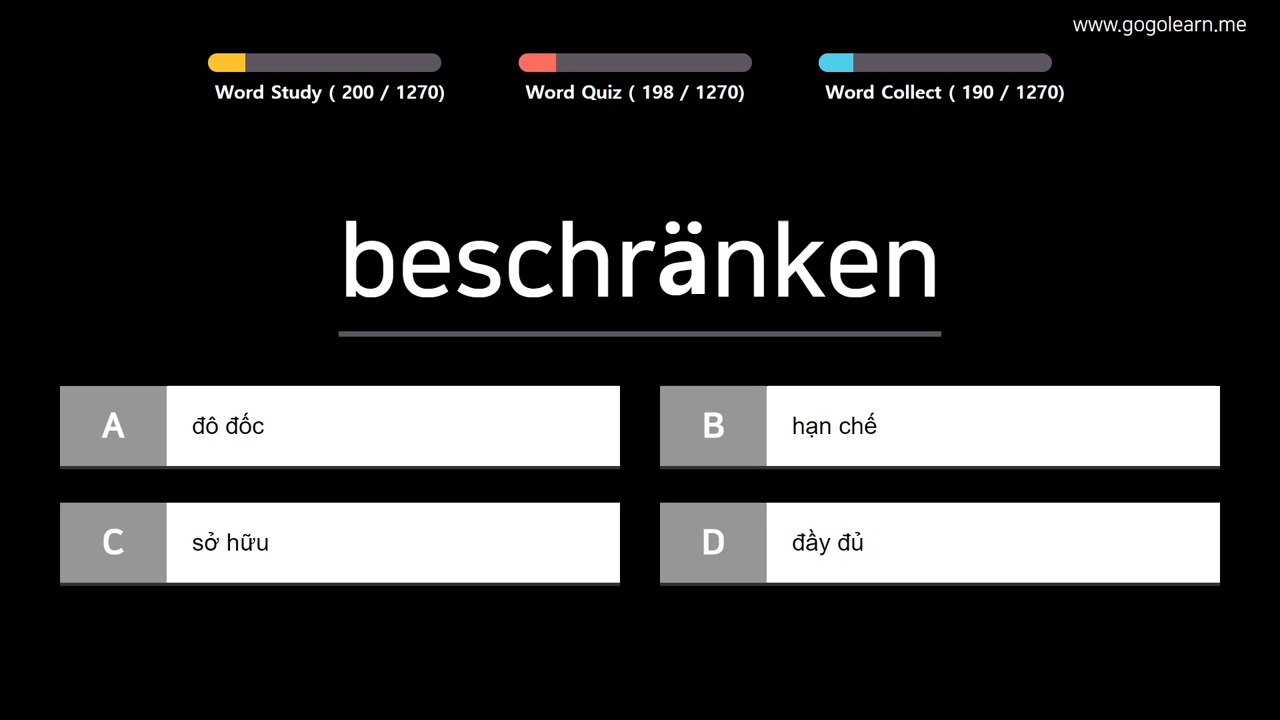 www.gogolearn.me
Word Study ( 200 / 1270)
Word Quiz ( 198 / 1270)
Word Collect ( 190 / 1270)
beschränken
A đô đốc
B hạn chế
C sở hữu
D đầy đủ